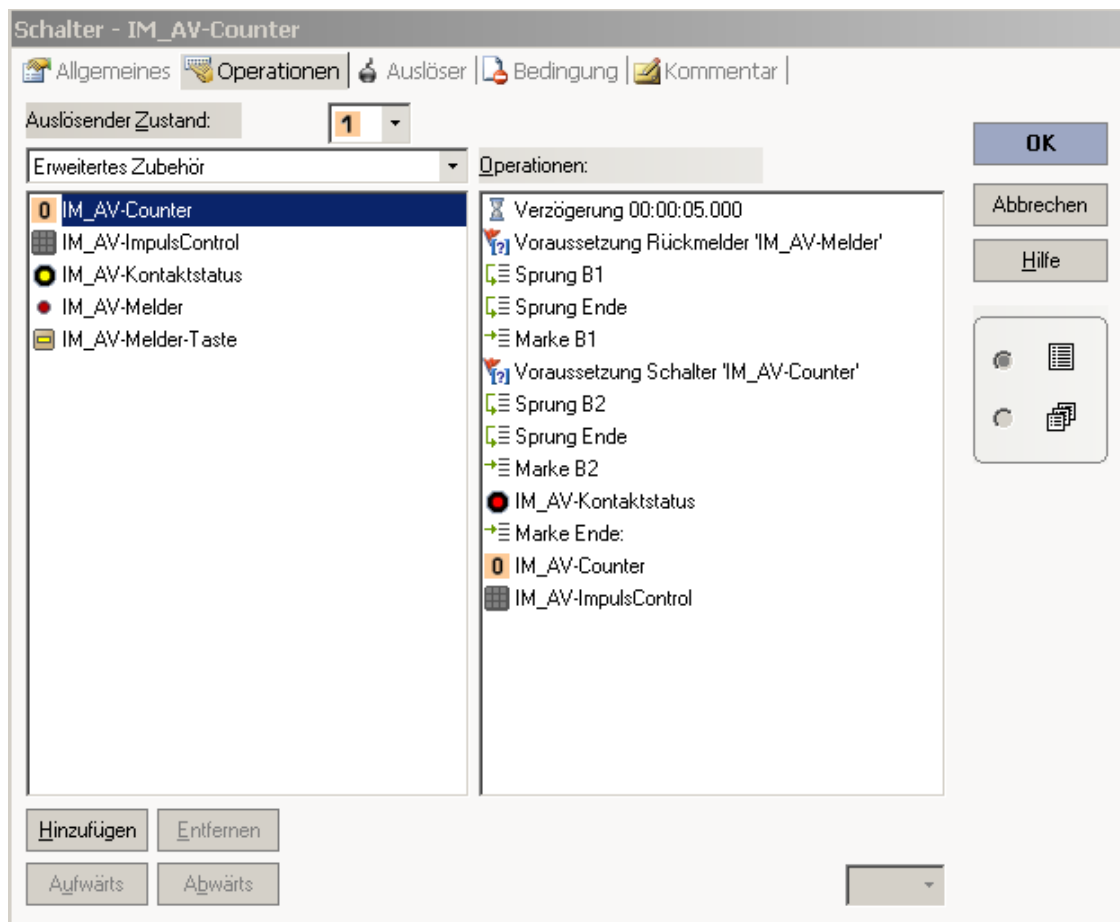 Schalter - IM_AV-Counter
Allgemeines Operationen Auslöser Bedingung Kommentar
Auslösender Zustand:
1
Erweitertes Zubehör
0 IM_AV-Counter
IM_AV-ImpulsControl
IM_AV-Kontaktstatus
IM_AV-Melder
IM_AV-Melder-Taste
Operationen:
Verzögerung 00:00:05.000
[?] Voraussetzung Rückmelder 'IM_AV-Melder'
Sprung B1
Sprung Ende
Marke B1
[?] Voraussetzung Schalter 'IM_AV-Counter'
Sprung B2
Sprung Ende
Marke B2
IM_AV-Kontaktstatus
Marke Ende:
0 IM_AV-Counter
IM_AV-ImpulsControl
OK
Abbrechen
Hilfe
Hinzufügen Entfernen
Aufwärts Abwärts